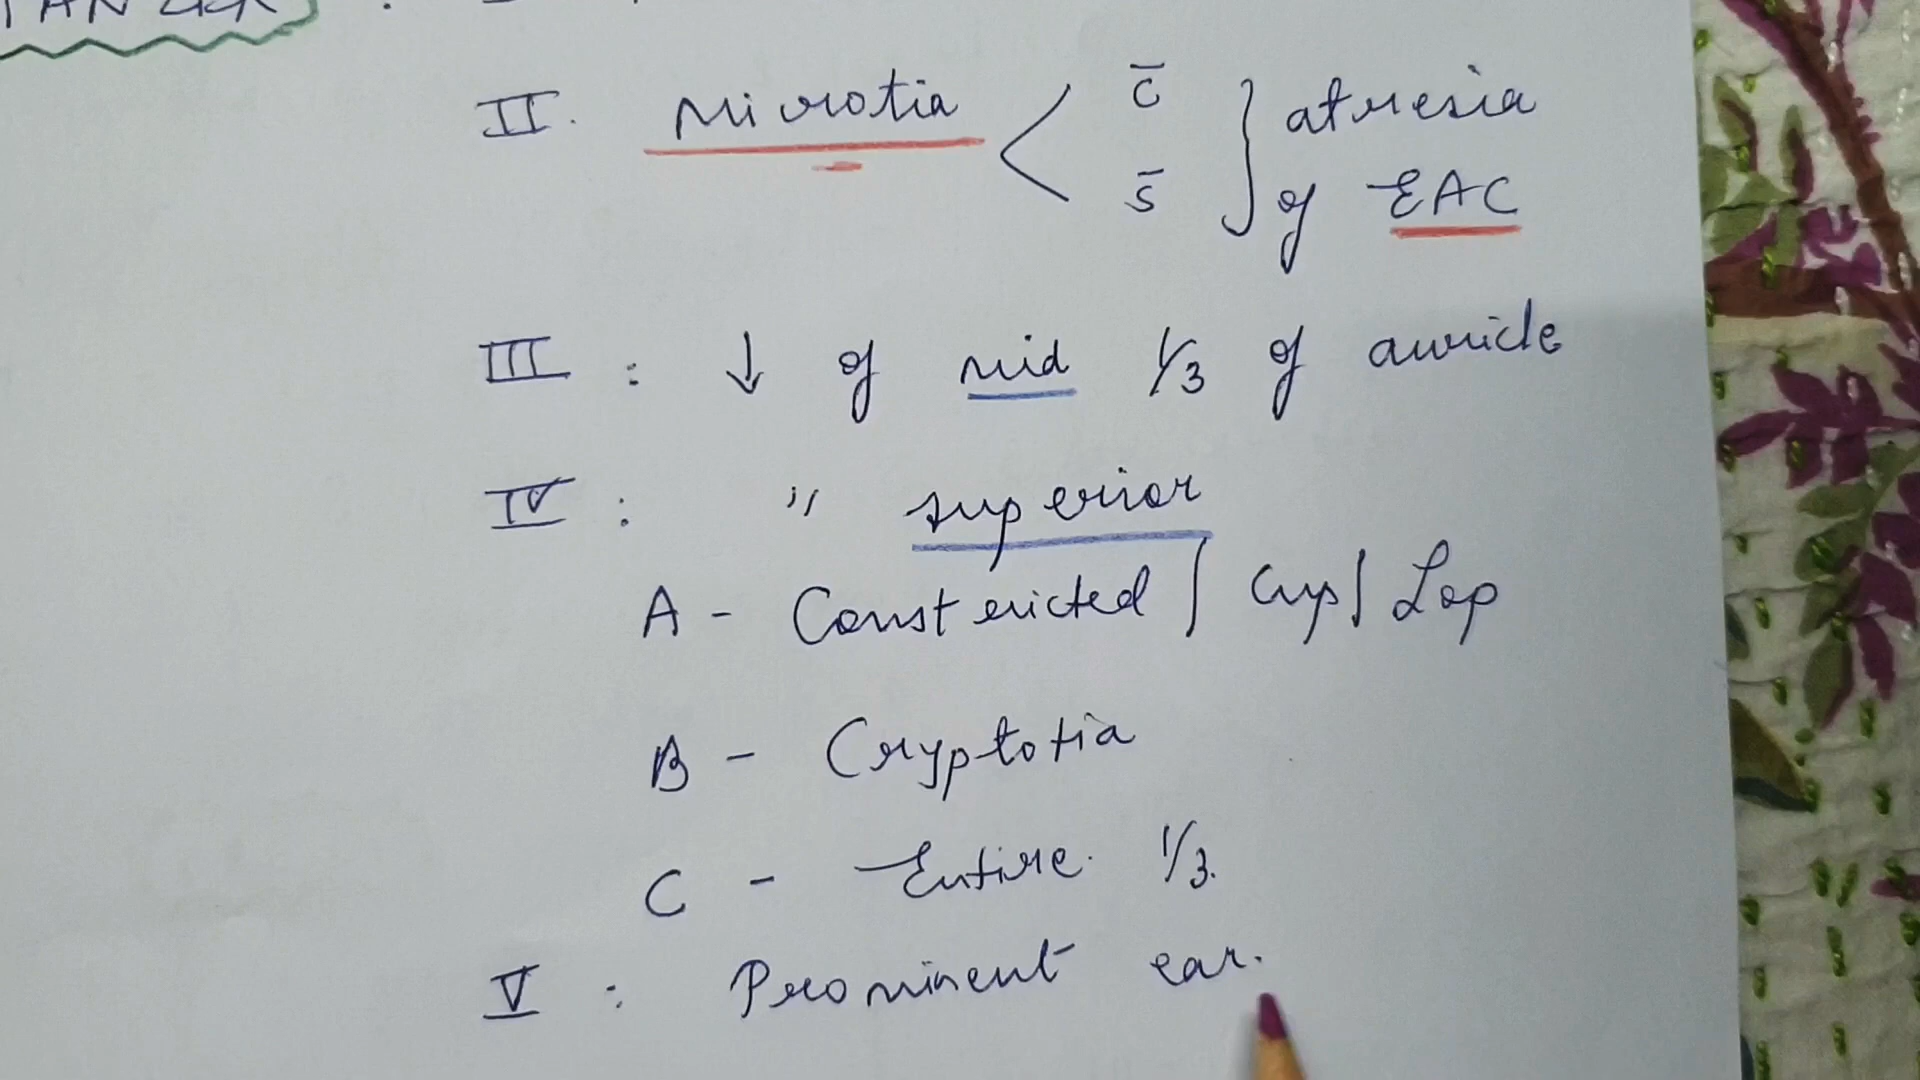 TANZER :
II. Microtia < c̄ } atresia
s̄ of EAC
III : ↓ of mid 1/3 of auricle
IV : " superior
A - Constricted / Cup / Lop
B - Cryptotia
C - Entire 1/3.
V : Prominent ear.